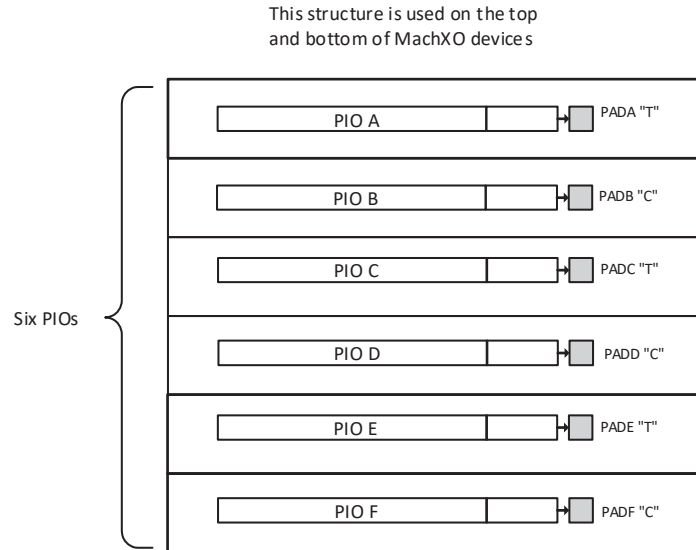 This structure is used on the top
and bottom of MachXO devices
PIO A
PADA "T"
PIO B
PADB "C"
PIO C
PADC "T"
Six PIOs
PIO D
PADD "C"
PIO E
PADE "T"
PIO F
PADF "C"